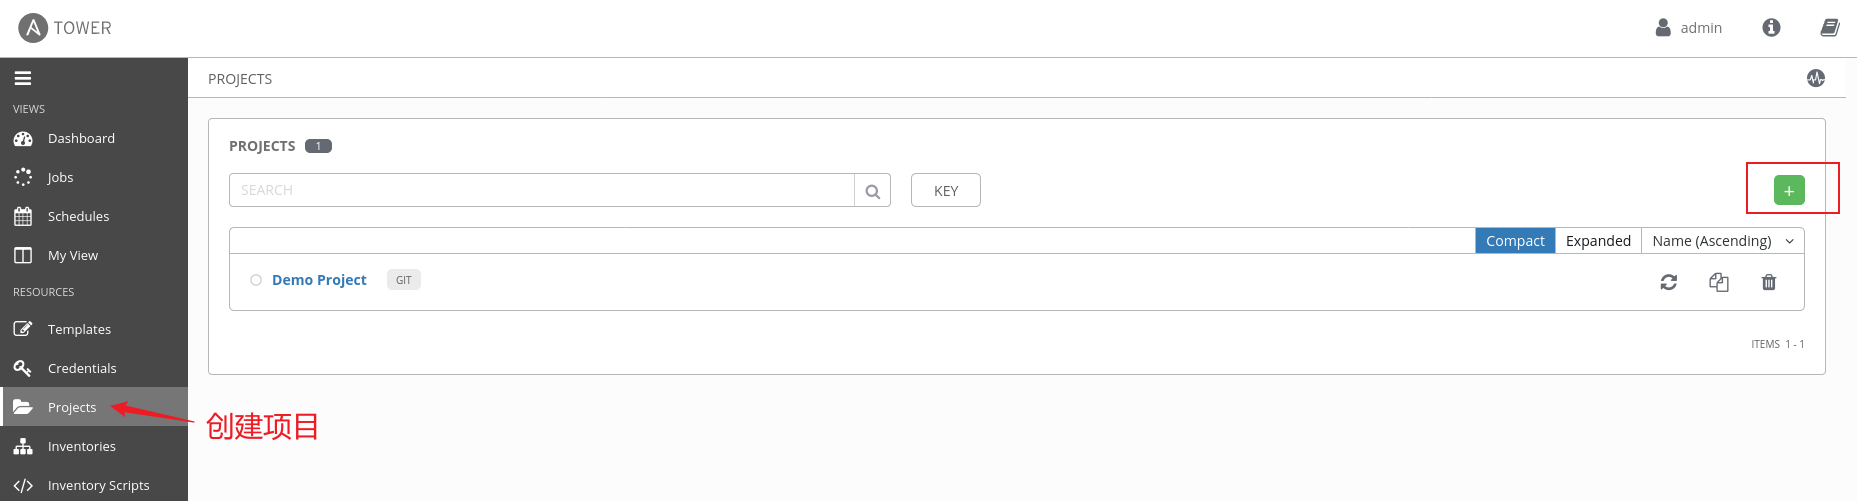 TOWER
admin
VIEWS
Dashboard
Jobs
Schedules
My View
RESOURCES
Templates
Credentials
Projects
Inventories
Inventory Scripts
PROJECTS
PROJECTS 1
SEARCH
KEY
+
Compact Expanded Name (Ascending)
Demo Project GIT
ITEMS 1 - 1
创建项目